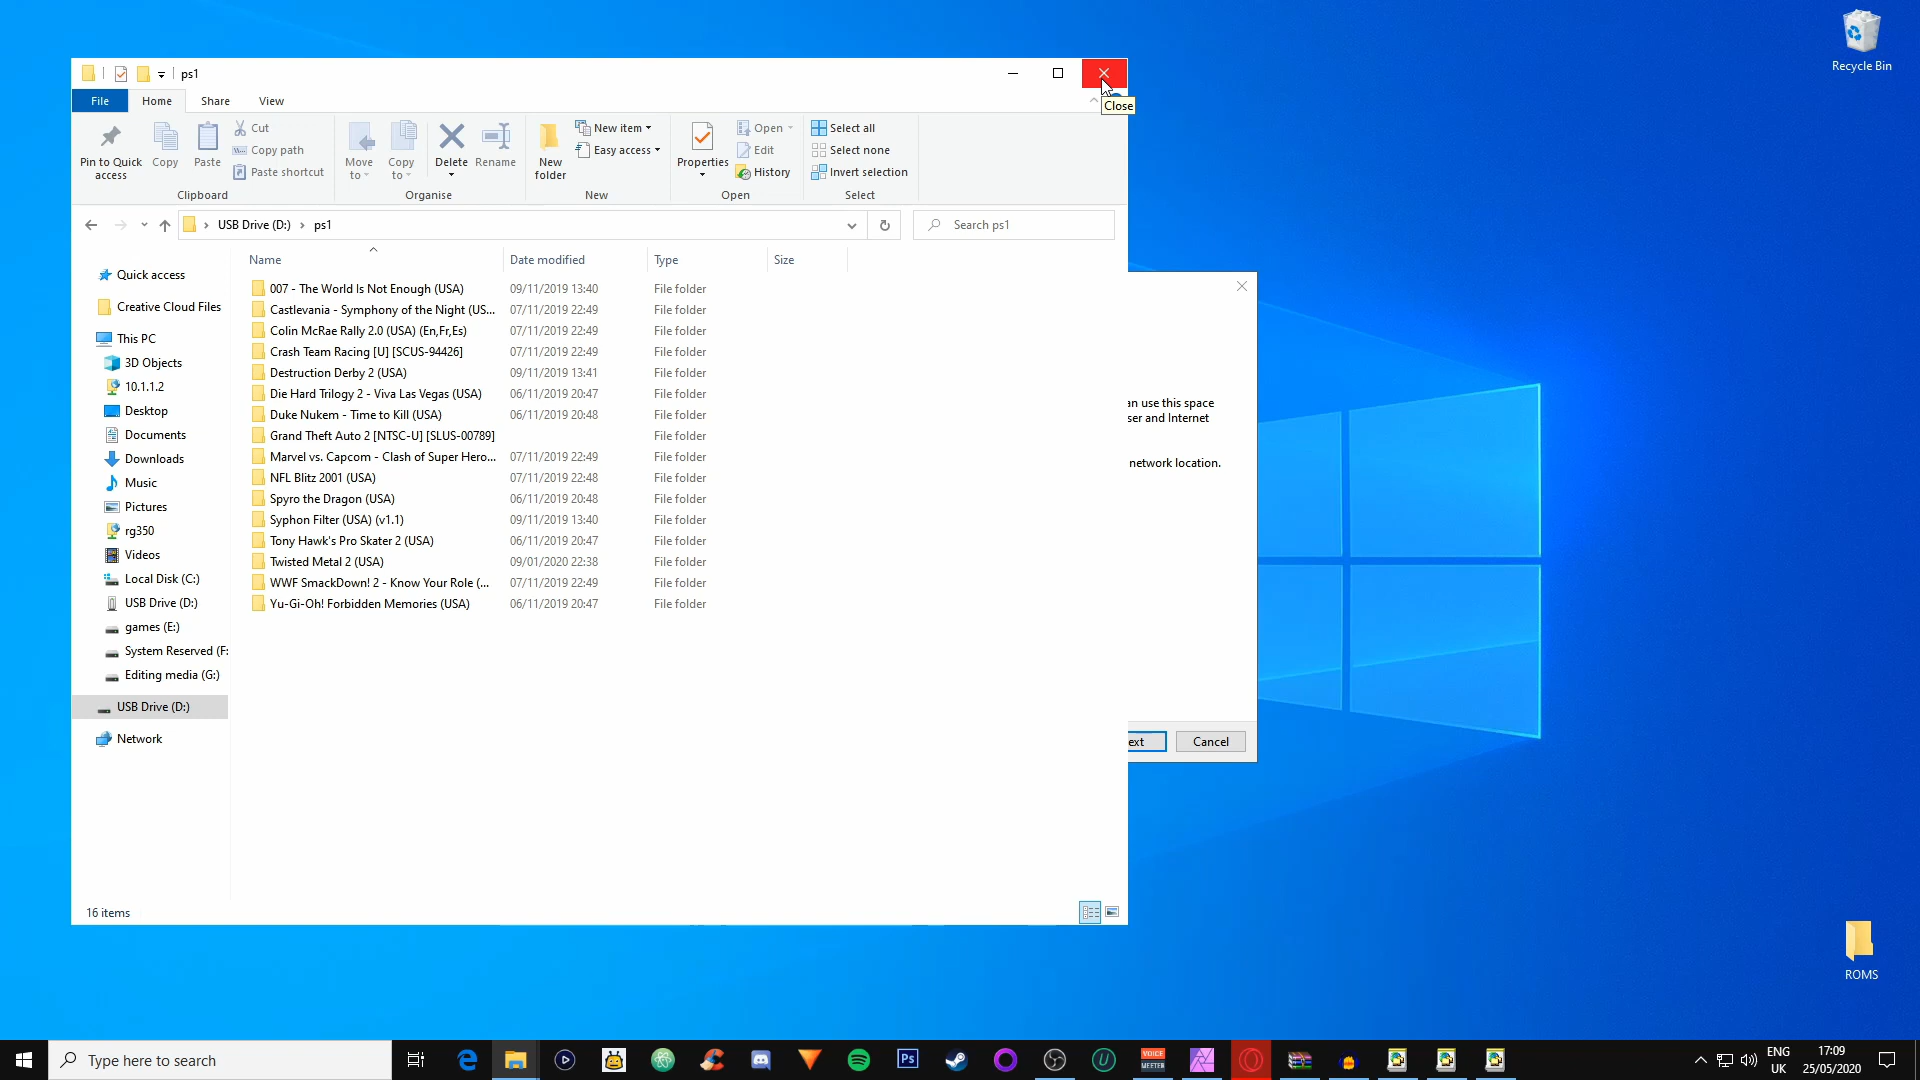 Recycle Bin
ps1
Close
File Home Share View
Pin to Quick access
Copy
Paste
Cut
Copy path
Paste shortcut
Clipboard
Move to
Copy to
Delete
Rename
Organise
New folder
New item
Easy access
New
Properties
Open
Edit
History
Open
Select all
Select none
Invert selection
Select
USB Drive (D:) ps1
Search ps1
Name Date modified Type Size
007 - The World Is Not Enough (USA) 09/11/2019 13:40 File folder
Castlevania - Symphony of the Night (US... 07/11/2019 22:49 File folder
Colin McRae Rally 2.0 (USA) (En,Fr,Es) 07/11/2019 22:49 File folder
Crash Team Racing [U] [SCUS-94426] 07/11/2019 22:49 File folder
Destruction Derby 2 (USA) 09/11/2019 13:41 File folder
Die Hard Trilogy 2 - Viva Las Vegas (USA) 06/11/2019 20:47 File folder
Duke Nukem - Time to Kill (USA) 06/11/2019 20:48 File folder
Grand Theft Auto 2 [NTSC-U] [SLUS-00789] File folder
Marvel vs. Capcom - Clash of Super Hero... 07/11/2019 22:49 File folder
NFL Blitz 2001 (USA) 07/11/2019 22:48 File folder
Spyro the Dragon (USA) 06/11/2019 20:48 File folder
Syphon Filter (USA) (v1.1) 09/11/2019 13:40 File folder
Tony Hawk's Pro Skater 2 (USA) 06/11/2019 20:47 File folder
Twisted Metal 2 (USA) 09/01/2020 22:38 File folder
WWF SmackDown! 2 - Know Your Role (... 07/11/2019 22:49 File folder
Yu-Gi-Oh! Forbidden Memories (USA) 06/11/2019 20:47 File folder
Quick access
Creative Cloud Files
This PC
3D Objects
10.1.1.2
Desktop
Documents
Downloads
Music
Pictures
rg350
Videos
Local Disk (C:)
USB Drive (D:)
games (E:)
System Reserved (F:
Editing media (G:)
USB Drive (D:)
Network
16 items
an use this space
ser and Internet
network location.
ext
Cancel
ROMS
Type here to search
Ps
VOICE
MEETER
ENG
UK
17:09
25/05/2020